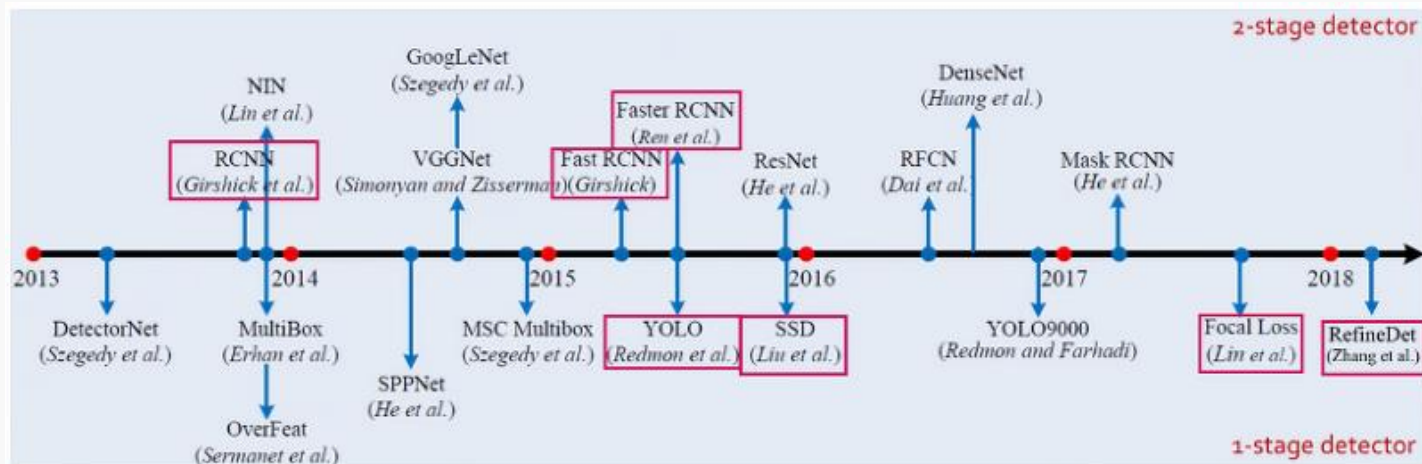 2-stage detector
GoogLeNet
(Szegedy et al.)
NIN
(Lin et al.)
DenseNet
(Huang et al.)
Faster RCNN
(Ren et al.)
RCNN
(Girshick et al.)
VGGNet
(Simonyan and Zisserman)
Fast RCNN
(Girshick)
ResNet
(He et al.)
RFCN
(Dai et al.
Mask RCNN
(He et al.)
2013
2014
2015
2016
2017
2018
DetectorNet
(Szegedy et al.)
MultiBox
(Erhan et al.)
MSC Multibox
(Szegedy et al.)
YOLO
(Redmon et al.)
SSD
(Liu et al.)
YOLO9000
(Redmon and Farhadi)
Focal Loss
(Lin et al.)
RefineDet
(Zhang et al.)
SPPNet
(He et al.)
OverFeat
(Sermanet et al.)
1-stage detector